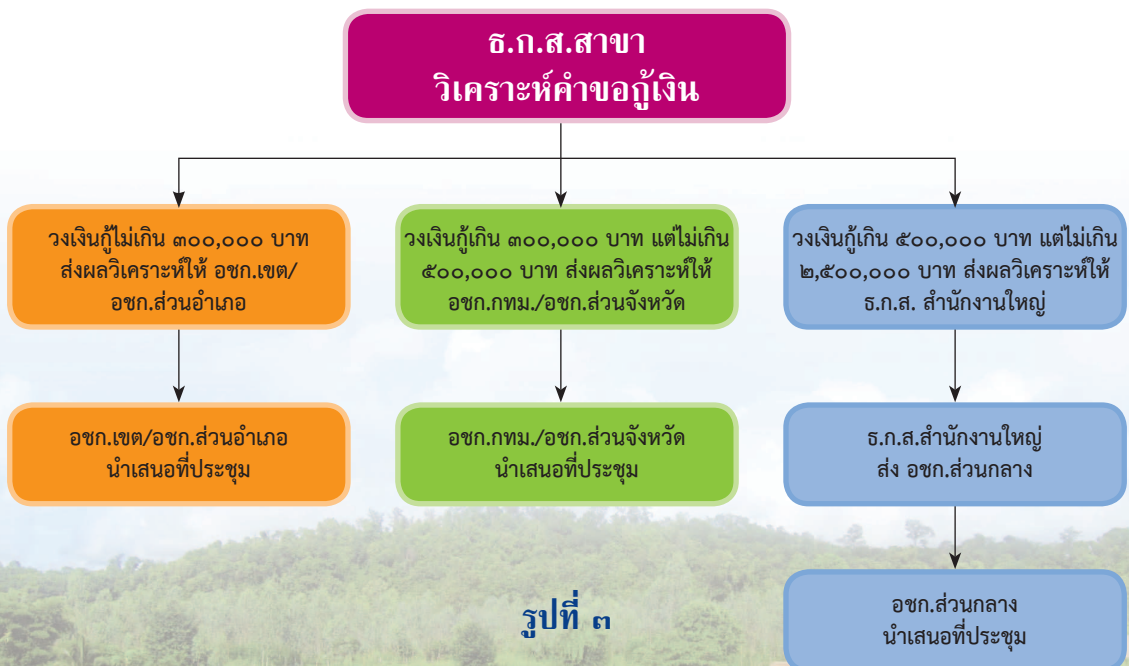 ธ.ก.ส.สาขา
วิเคราะห์คำขอกู้เงิน
วงเงินกู้ไม่เกิน ๓๐๐,๐๐๐ บาท
ส่งผลวิเคราะห์ให้ อชก.เขต/
อชก.ส่วนอำเภอ
วงเงินกู้เกิน ๓๐๐,๐๐๐ บาท แต่ไม่เกิน
๕๐๐,๐๐๐ บาท ส่งผลวิเคราะห์ให้
อชก.กทม./อชก.ส่วนจังหวัด
วงเงินกู้เกิน ๕๐๐,๐๐๐ บาท แต่ไม่เกิน
๒,๕๐๐,๐๐๐ บาท ส่งผลวิเคราะห์ให้
ธ.ก.ส. สำนักงานใหญ่
อชก.เขต/อชก.ส่วนอำเภอ
นำเสนอที่ประชุม
อชก.กทม./อชก.ส่วนจังหวัด
นำเสนอที่ประชุม
ธ.ก.ส.สำนักงานใหญ่
ส่ง อชก.ส่วนกลาง
อชก.ส่วนกลาง
นำเสนอที่ประชุม
รูปที่ ๓